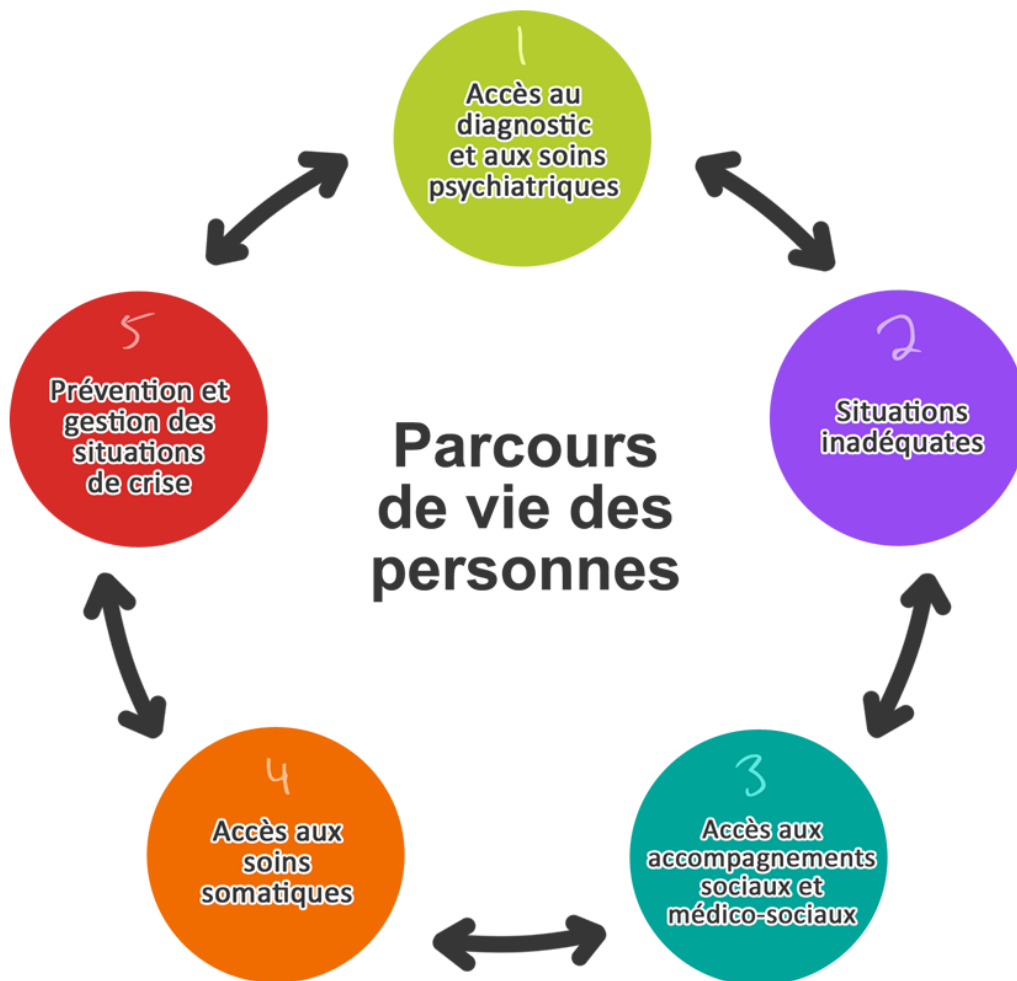 1
Accès au
diagnostic
et aux soins
psychiatriques
2
Situations
inadéquates
3
Accès aux
accompagnements
sociaux et
médico-sociaux
4
Accès aux
soins
somatiques
5
Prévention et
gestion des
situations
de crise
Parcours
de vie des
personnes